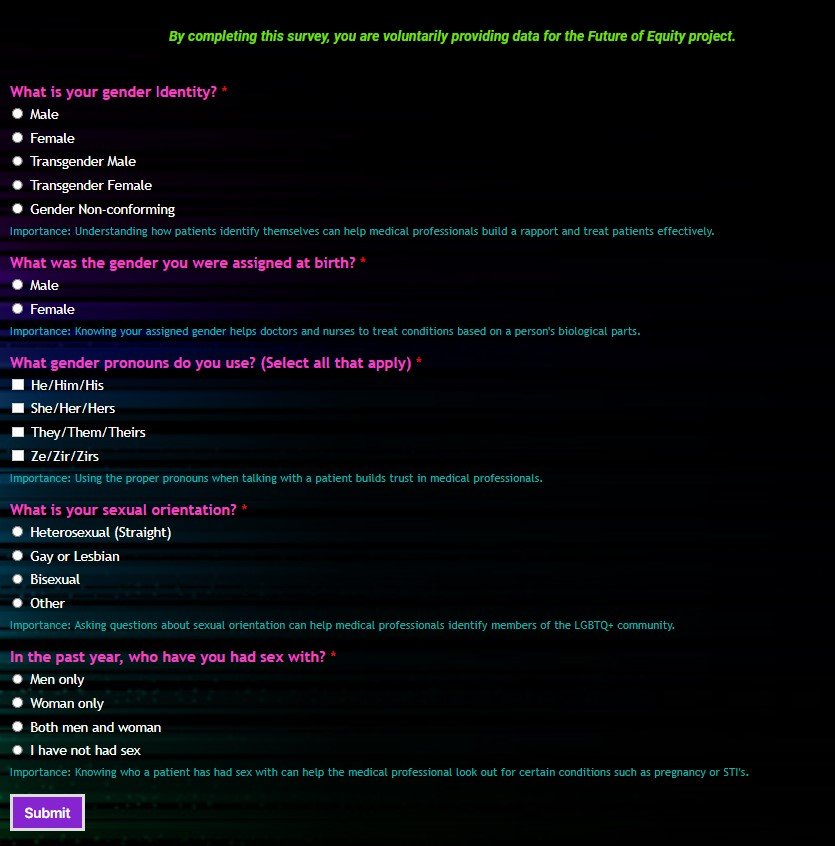 By completing this survey, you are voluntarily providing data for the Future of Equity project.
What is your gender Identity? *
Male
Female
Transgender Male
Transgender Female
Gender Non-conforming
Importance: Understanding how patients identify themselves can help medical professionals build a rapport and treat patients effectively.
What was the gender you were assigned at birth? *
Male
Female
Importance: Knowing your assigned gender helps doctors and nurses to treat conditions based on a person's biological parts.
What gender pronouns do you use? (Select all that apply) *
He/Him/His
She/Her/Hers
They/Them/Theirs
Ze/Zir/Zirs
Importance: Using the proper pronouns when talking with a patient builds trust in medical professionals.
What is your sexual orientation? *
Heterosexual (Straight)
Gay or Lesbian
Bisexual
Other
Importance: Asking questions about sexual orientation can help medical professionals identify members of the LGBTQ+ community.
In the past year, who have you had sex with? *
Men only
Woman only
Both men and woman
I have not had sex
Importance: Knowing who a patient has had sex with can help the medical professional look out for certain conditions such as pregnancy or STI's.
Submit